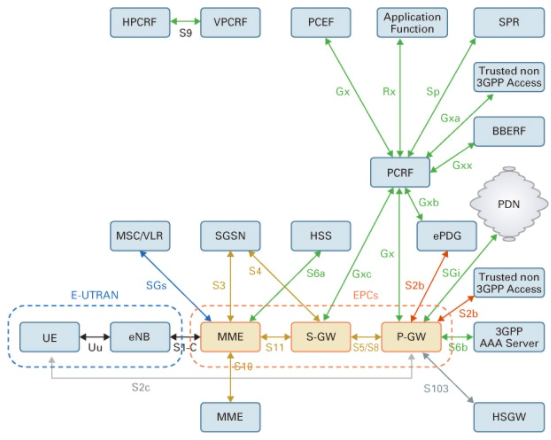 HPCRF
VPCRF
S9
PCEF
Application
Function
SPR
Gx
Rx
Sp
Trusted non
3GPP Access
Gxa
BBERF
Gxx
PCRF
Gxb
PDN
MSC/VLR
SGSN
HSS
ePDG
SGs
S3
S4
S6a
Gxc
Gx
S2b
SGi
Trusted non
3GPP Access
S2b
E-UTRAN
EPCs
UE
Uu
eNB
S1-C
MME
S11
S-GW
S5/S8
P-GW
S6b
3GPP
AAA Server
S10
S2c
S103
MME
HSGW